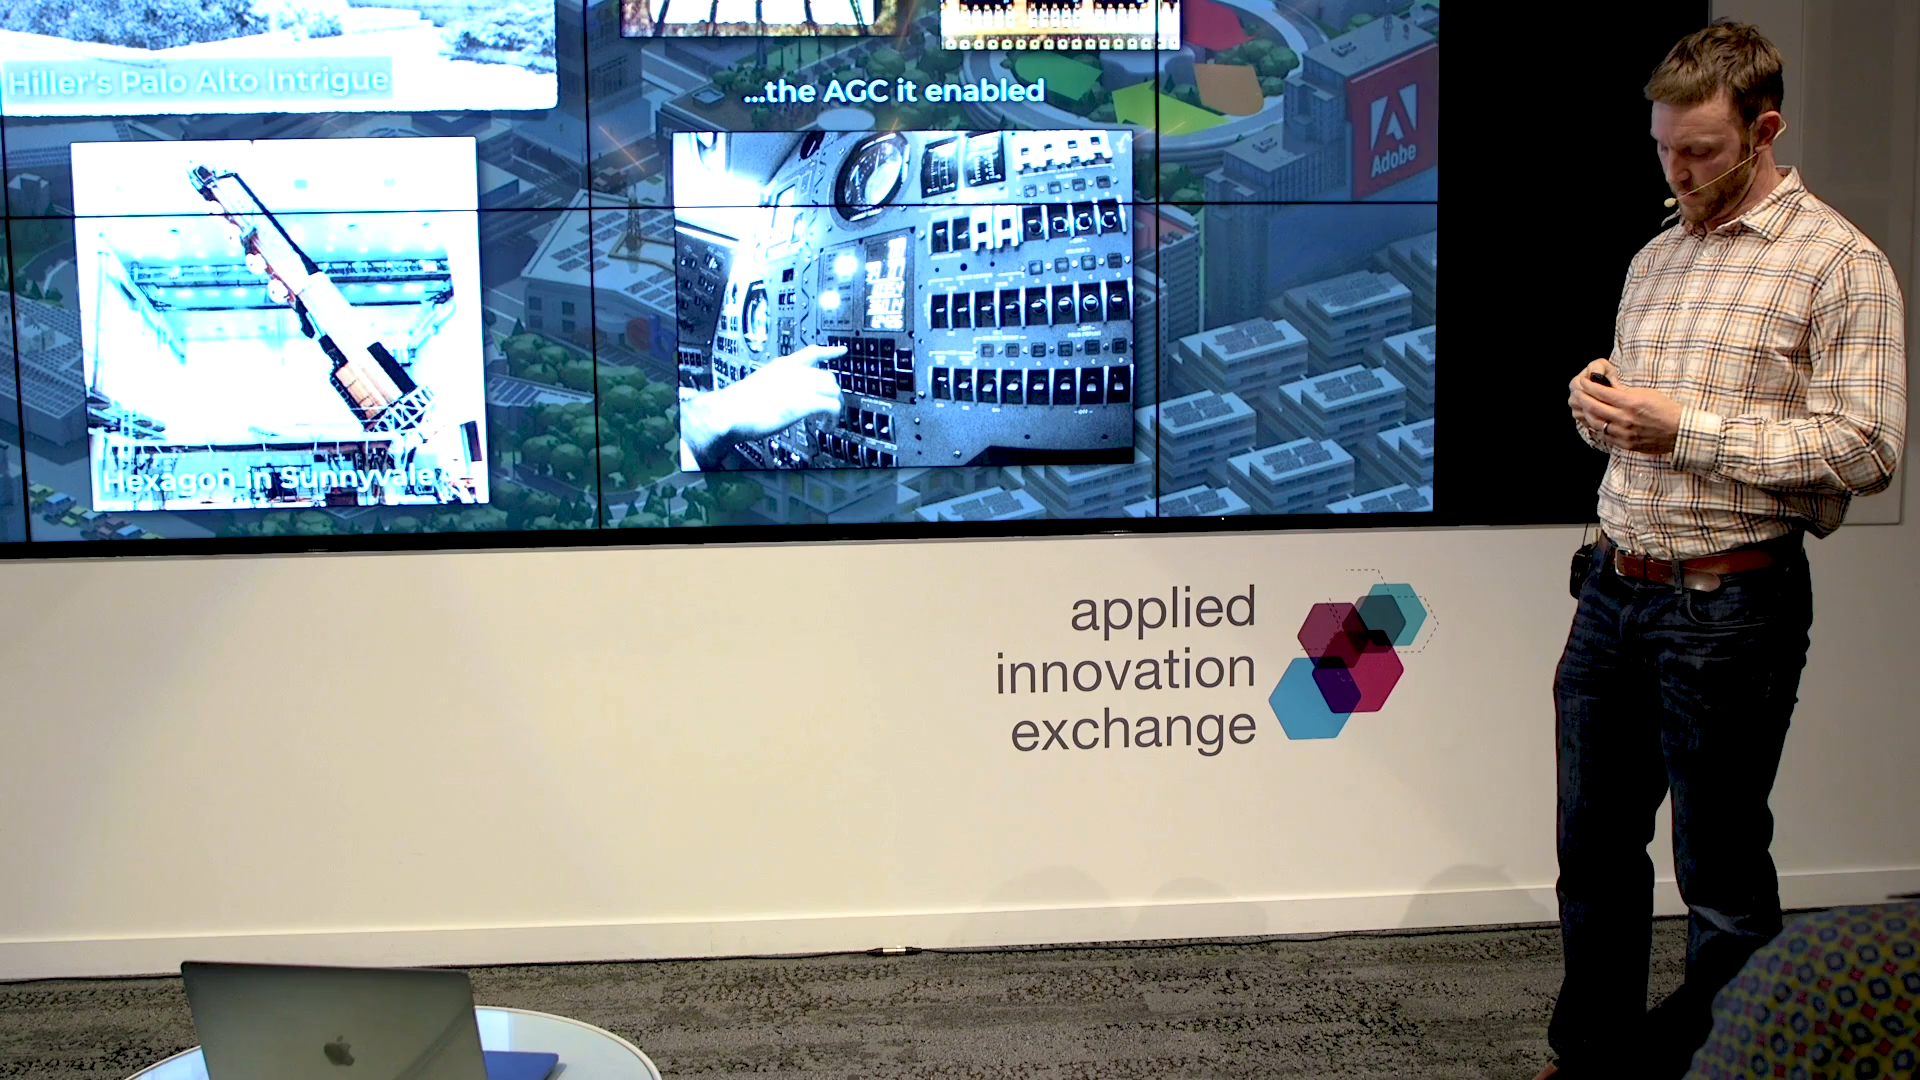 Hiller's Palo Alto Intrigue
...the AGC it enabled
Adobe
Hexagon in Sunnyvale
applied
innovation
exchange